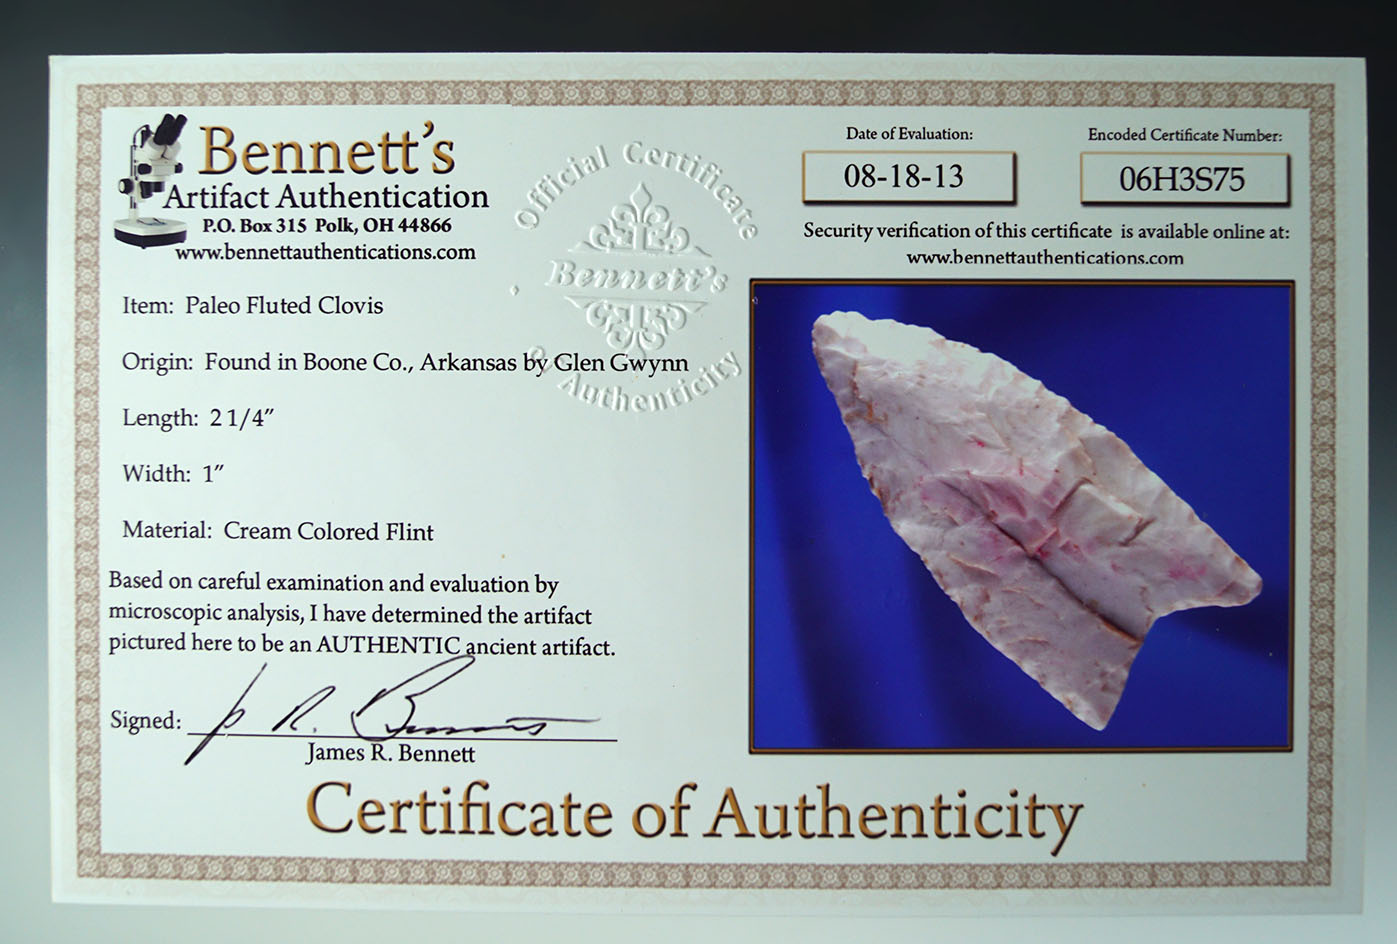 Bennett's
Artifact Authentication
P.O. Box 315 Polk, OH 44866
www.bennettauthentications.com
Official Certificate
Bennett's
Of Authenticity
Date of Evaluation:
08-18-13
Encoded Certificate Number:
06H3S75
Security verification of this certificate is available online at:
www.bennettauthentications.com
Item: Paleo Fluted Clovis
Origin: Found in Boone Co., Arkansas by Glen Gwynn
Length: 2 1/4″
Width: 1″
Material: Cream Colored Flint
Based on careful examination and evaluation by
microscopic analysis, I have determined the artifact
pictured here to be an AUTHENTIC ancient artifact.
Signed: J R. Bennett
James R. Bennett
Certificate of Authenticity